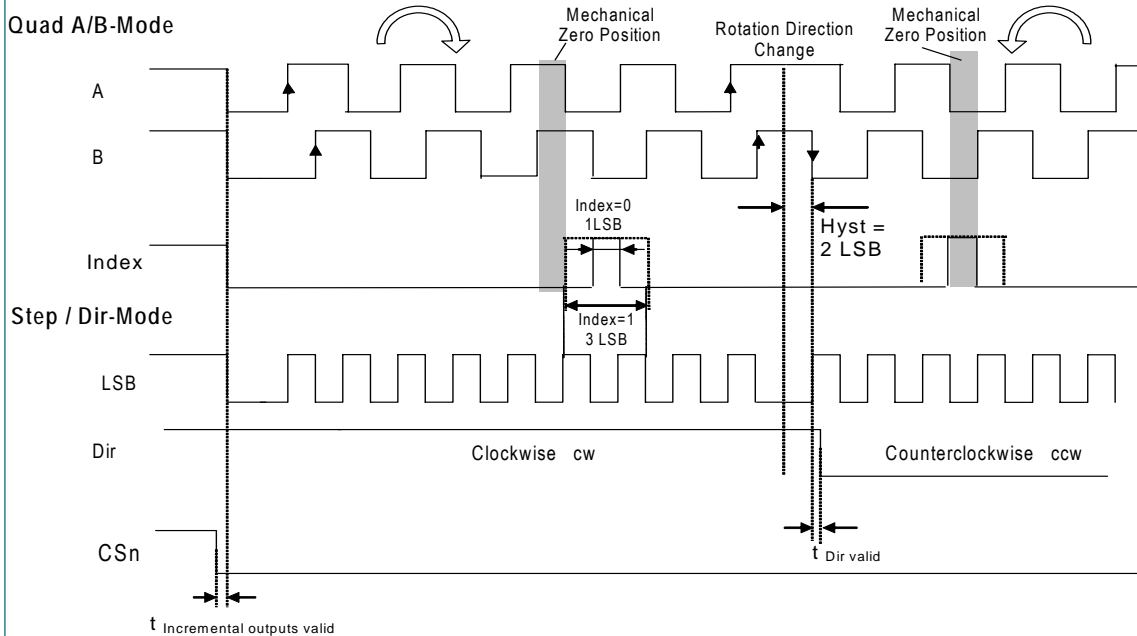 Quad A/B-Mode
Mechanical
Zero Position
Rotation Direction
Change
Mechanical
Zero Position
A
B
Index=0
1LSB
Hyst =
2 LSB
Index
Step / Dir-Mode
Index=1
3 LSB
LSB
Dir
Clockwise cw
Counterclockwise ccw
CSn
t Dir valid
t Incremental outputs valid